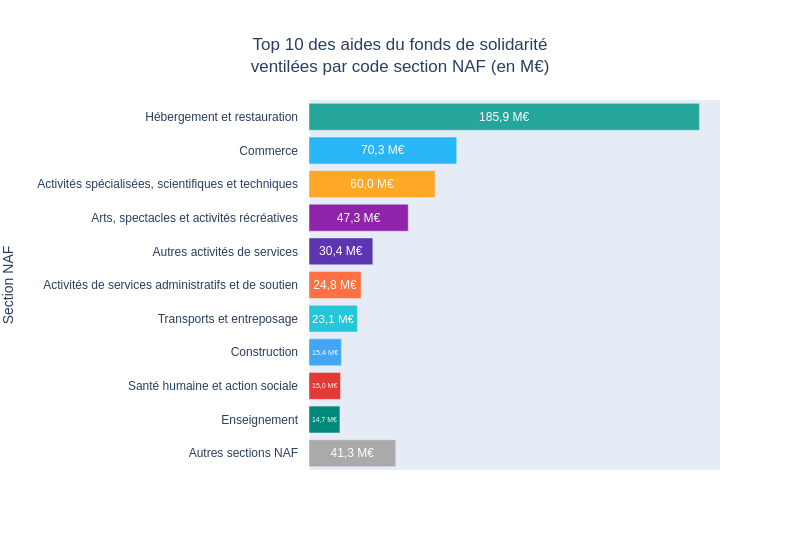 Top 10 des aides du fonds de solidarité
ventilées par code section NAF (en M€)
Section NAF
Hébergement et restauration 185,9 M€
Commerce 70,3 M€
Activités spécialisées, scientifiques et techniques 60,0 M€
Arts, spectacles et activités récréatives 47,3 M€
Autres activités de services 30,4 M€
Activités de services administratifs et de soutien 24,8 M€
Transports et entreposage 23,1 M€
Construction 15,4 M€
Santé humaine et action sociale 15,0 M€
Enseignement 14,7 M€
Autres sections NAF 41,3 M€